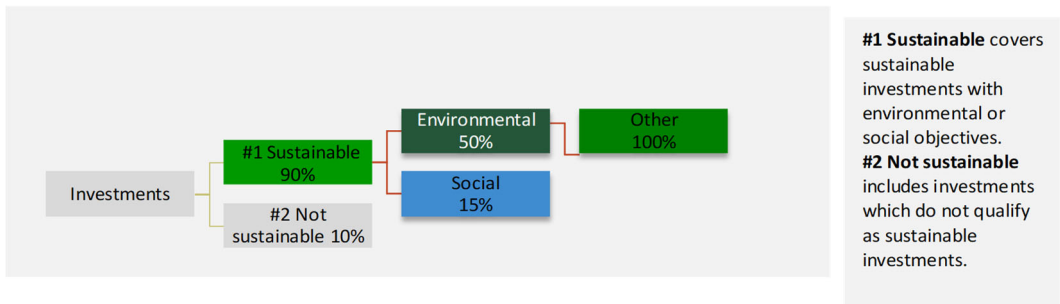 Investments
#1 Sustainable
90%
#2 Not
sustainable 10%
Environmental
50%
Social
15%
Other
100%
#1 Sustainable covers
sustainable
investments with
environmental or
social objectives.
#2 Not sustainable
includes investments
which do not qualify
as sustainable
investments.